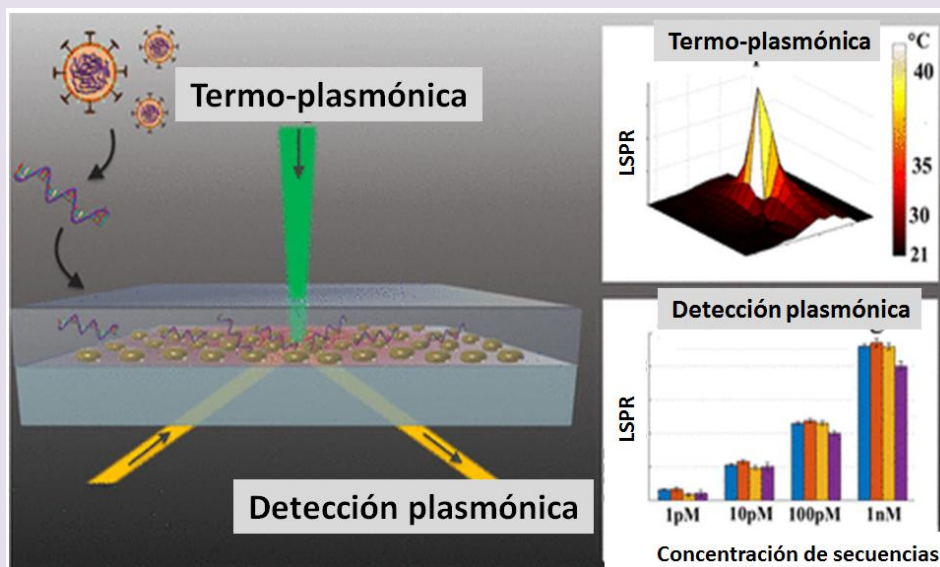 Termo-plasmónica
Detección plasmónica
Termo-plasmónica
LSPR
°C
40
35
30
21
Detección plasmónica
LSPR
1pM
10pM
100pM
1nM
Concentración de secuencias